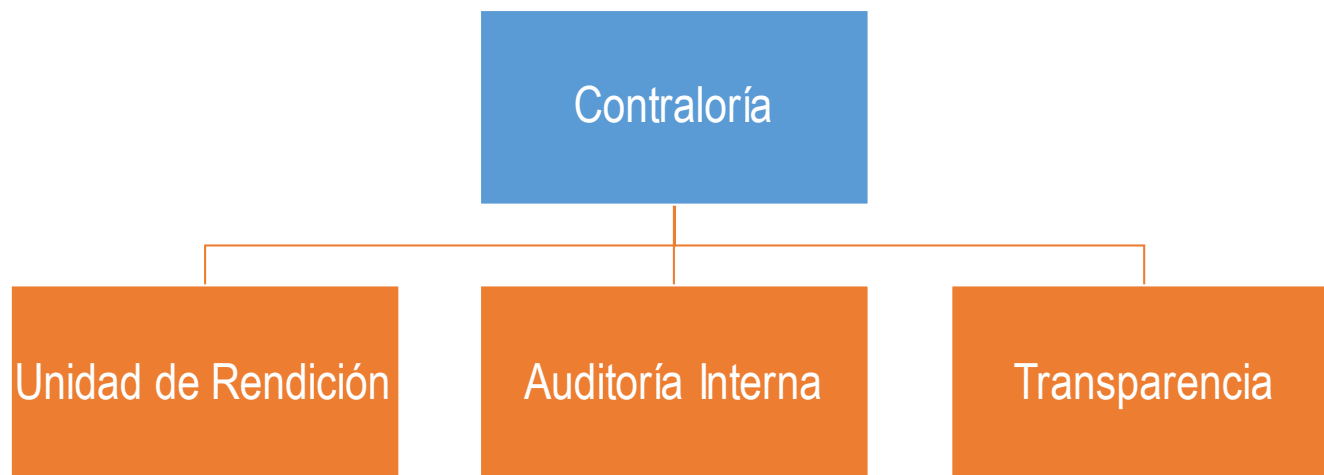 Contraloría
Unidad de Rendición
Auditoría Interna
Transparencia